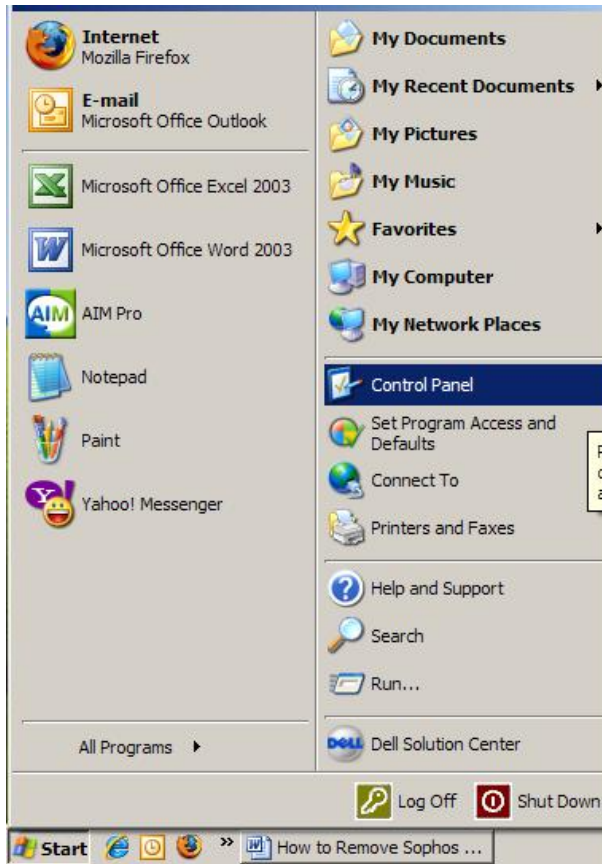 Internet
Mozilla Firefox
E-mail
Microsoft Office Outlook
Microsoft Office Excel 2003
Microsoft Office Word 2003
AIM
AIM Pro
Notepad
Paint
Yahoo! Messenger
All Programs
My Documents
My Recent Documents
My Pictures
My Music
Favorites
My Computer
My Network Places
Control Panel
Set Program Access and
Defaults
Connect To
Printers and Faxes
Help and Support
Search
Run...
DELL
Dell Solution Center
Log Off
Shut Down
Start
»
How to Remove Sophos ...